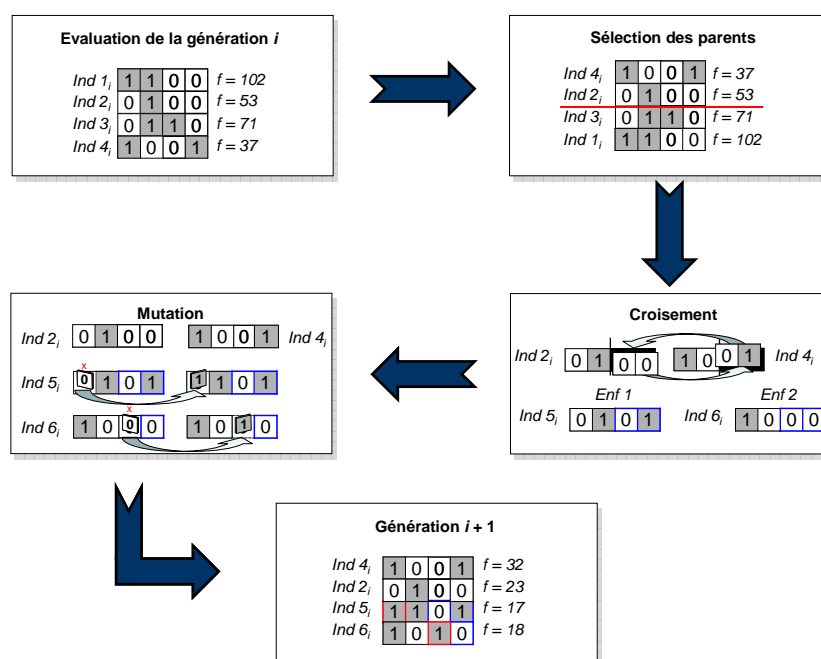 Evaluation de la génération i
Ind 1i 1 1 0 0 f = 102
Ind 2i 0 1 0 0 f = 53
Ind 3i 0 1 1 0 f = 71
Ind 4i 1 0 0 1 f = 37
Sélection des parents
Ind 4i 1 0 0 1 f = 37
Ind 2i 0 1 0 0 f = 53
Ind 3i 0 1 1 0 f = 71
Ind 1i 1 1 0 0 f = 102
Mutation
Ind 2i 0 1 0 0 1 0 0 1 Ind 4i
x
Ind 5i 0 1 0 1 1 1 0 1
x
Ind 6i 1 0 0 0 1 0 1 0
Croisement
Ind 2i 0 1 0 0 1 0 0 1 Ind 4i
Enf 1 Enf 2
Ind 5i 0 1 0 1 Ind 6i 1 0 0 0
Génération i + 1
Ind 4i 1 0 0 1 f = 32
Ind 2i 0 1 0 0 f = 23
Ind 5i 1 1 0 1 f = 17
Ind 6i 1 0 1 0 f = 18